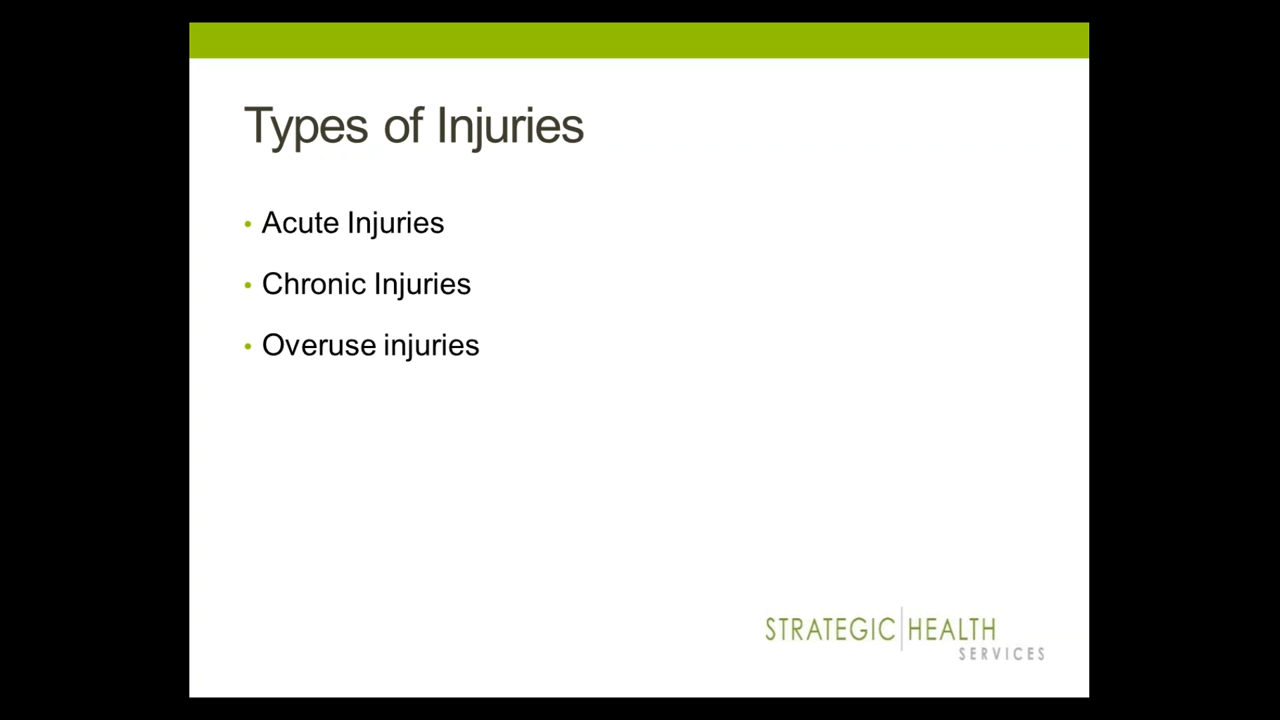 Types of Injuries
• Acute Injuries
• Chronic Injuries
• Overuse injuries
STRATEGIC HEALTH
SERVICES